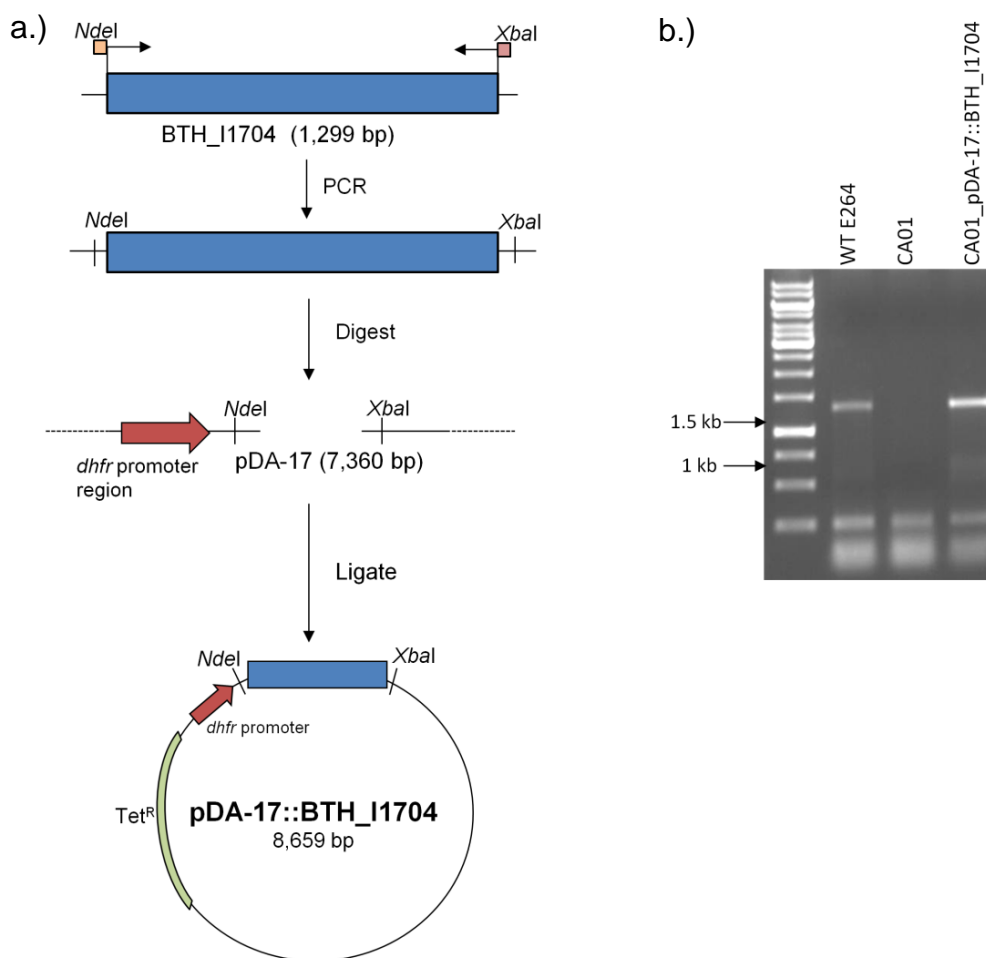 a.)
NdeI
XbaI
BTH_I1704 (1,299 bp)
PCR
NdeI
XbaI
Digest
NdeI
XbaI
dhfr promoter
region
pDA-17 (7,360 bp)
Ligate
NdeI
XbaI
dhfr promoter
TetR
pDA-17::BTH_I1704
8,659 bp
b.)
WT E264
CA01
CA01_pDA-17::BTH_I1704
1.5 kb
1 kb